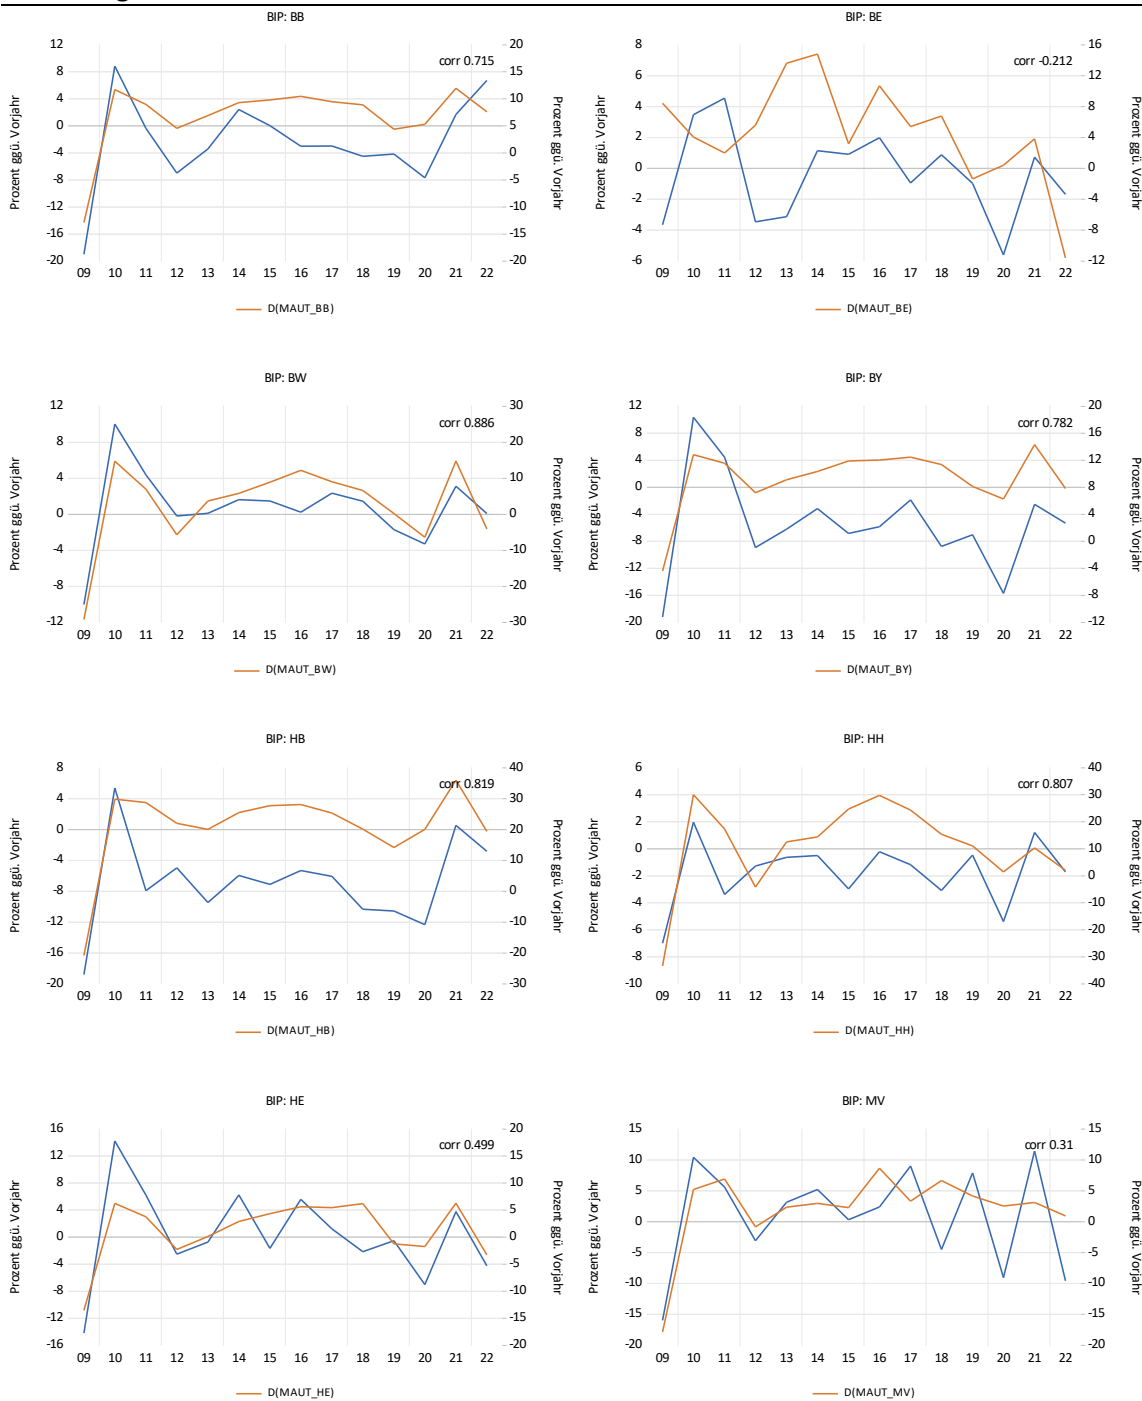 BIP: BB
12
8
4
0
-4
-8
-12
-16
-20
20
15
10
5
0
-5
-10
-15
-20
corr 0.715
Prozent ggü. Vorjahr
Prozent ggü. Vorjahr
09 10 11 12 13 14 15 16 17 18 19 20 21 22
D(MAUT_BB)
BIP: BE
8
6
4
2
0
-2
-4
-6
16
12
8
4
0
-4
-8
-12
corr -0.212
Prozent ggü. Vorjahr
Prozent ggü. Vorjahr
09 10 11 12 13 14 15 16 17 18 19 20 21 22
D(MAUT_BE)
BIP: BW
12
8
4
0
-4
-8
-12
30
20
10
0
-10
-20
-30
corr 0.886
Prozent ggü. Vorjahr
Prozent ggü. Vorjahr
09 10 11 12 13 14 15 16 17 18 19 20 21 22
D(MAUT_BW)
BIP: BY
12
8
4
0
-4
-8
-12
-16
-20
20
16
12
8
4
0
-4
-8
-12
corr 0.782
Prozent ggü. Vorjahr
Prozent ggü. Vorjahr
09 10 11 12 13 14 15 16 17 18 19 20 21 22
D(MAUT_BY)
BIP: HB
8
4
0
-4
-8
-12
-16
-20
40
30
20
10
0
-10
-20
-30
corr 0.819
Prozent ggü. Vorjahr
Prozent ggü. Vorjahr
09 10 11 12 13 14 15 16 17 18 19 20 21 22
D(MAUT_HB)
BIP: HH
6
4
2
0
-2
-4
-6
-8
-10
40
30
20
10
0
-10
-20
-30
-40
corr 0.807
Prozent ggü. Vorjahr
Prozent ggü. Vorjahr
09 10 11 12 13 14 15 16 17 18 19 20 21 22
D(MAUT_HH)
BIP: HE
16
12
8
4
0
-4
-8
-12
-16
20
15
10
5
0
-5
-10
-15
-20
corr 0.499
Prozent ggü. Vorjahr
Prozent ggü. Vorjahr
09 10 11 12 13 14 15 16 17 18 19 20 21 22
D(MAUT_HE)
BIP: MV
15
10
5
0
-5
-10
-15
-20
15
10
5
0
-5
-10
-15
-20
corr 0.31
Prozent ggü. Vorjahr
Prozent ggü. Vorjahr
09 10 11 12 13 14 15 16 17 18 19 20 21 22
D(MAUT_MV)